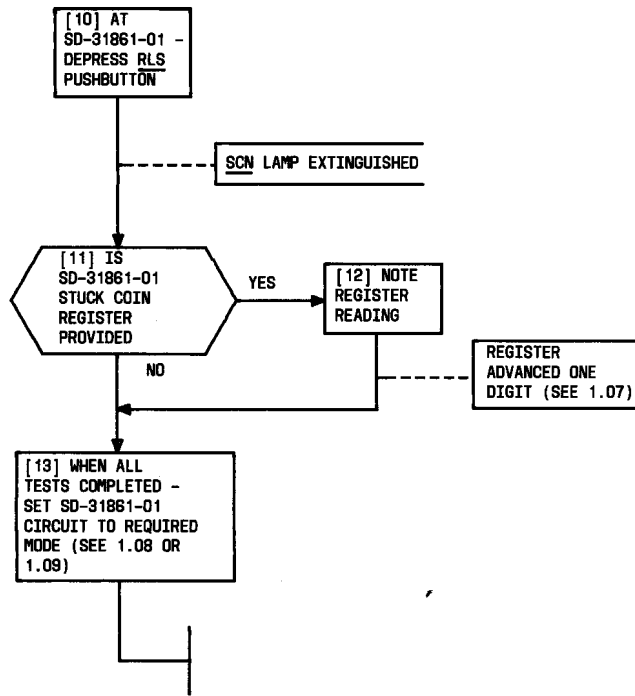 [10] AT
SD-31861-01 -
DEPRESS RLS
PUSHBUTTON
SCN LAMP EXTINGUISHED
[11] IS
SD-31861-01
STUCK COIN
REGISTER
PROVIDED
YES
[12] NOTE
REGISTER
READING
NO
REGISTER
ADVANCED ONE
DIGIT (SEE 1.07)
[13] WHEN ALL
TESTS COMPLETED -
SET SD-31861-01
CIRCUIT TO REQUIRED
MODE (SEE 1.08 OR
1.09)